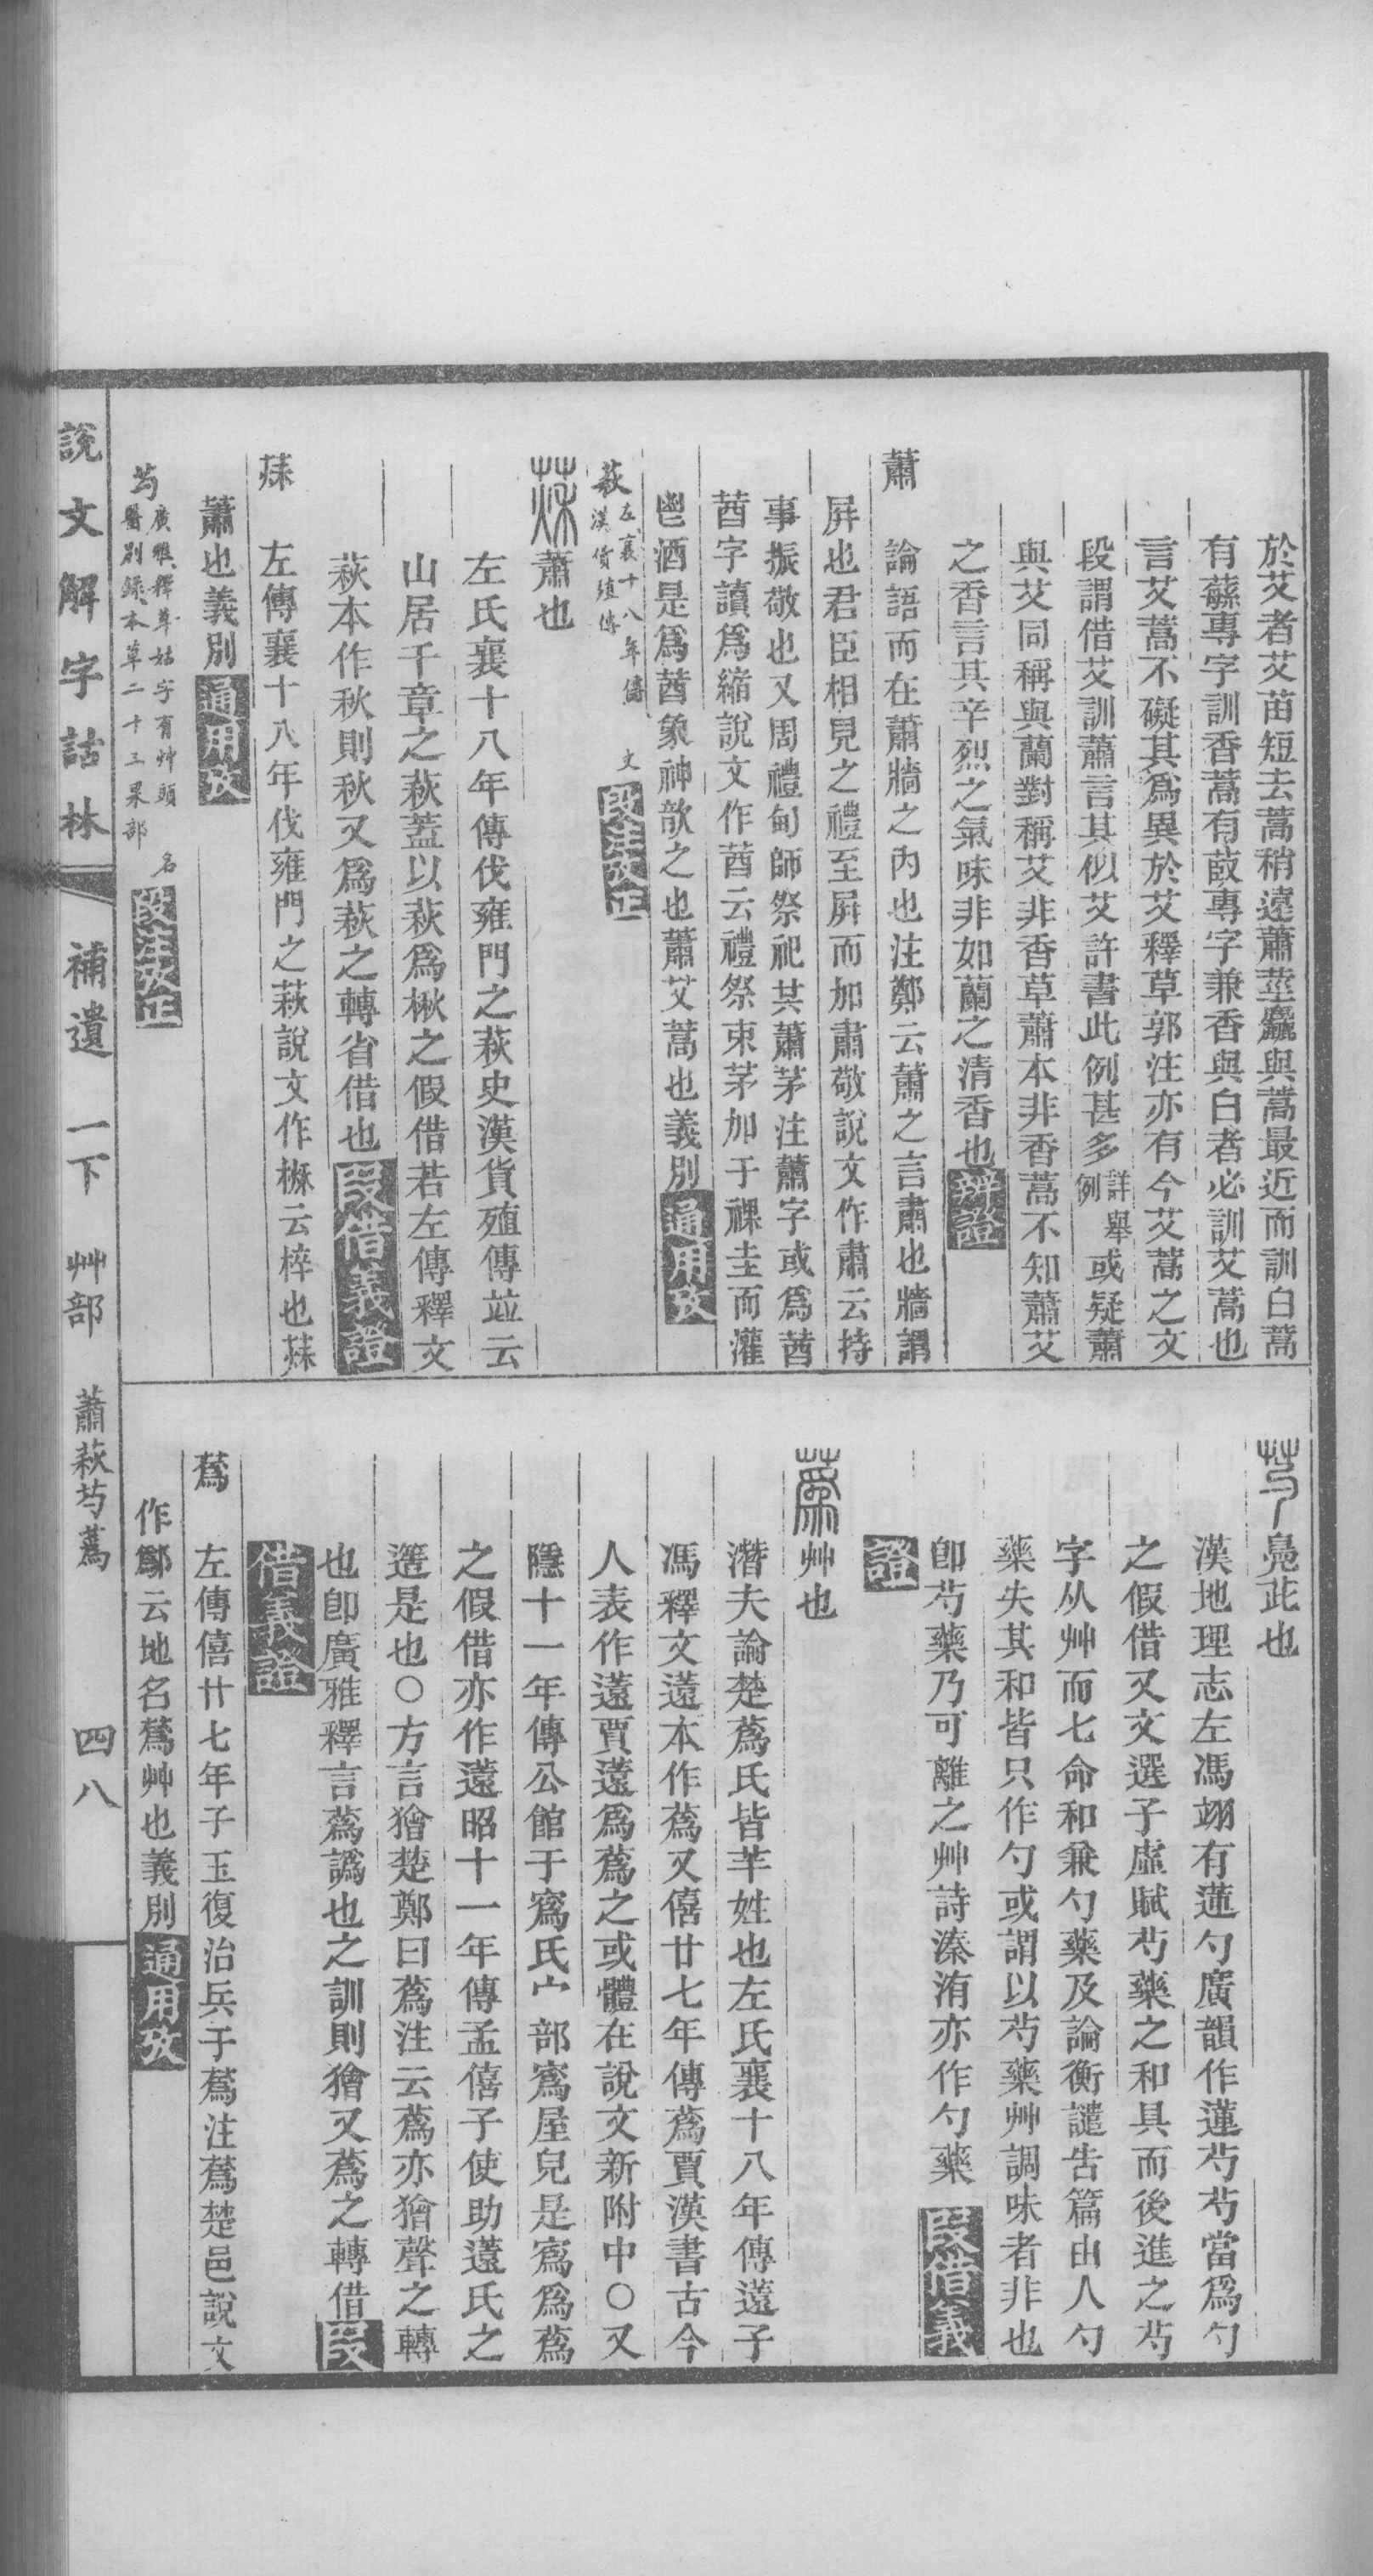 於艾者艾苗短去蒿稍遠蕭莖麤與蒿最近而訓白蒿
有蘇專字訓香蒿有菣專字兼香與白者必訓艾蒿也
言艾蒿不礙其爲異於艾釋草郭注亦有今艾蒿之文
段謂借艾訓蕭言其似艾許書此例甚多詳舉例或疑蕭
與艾同稱與蘭對稱艾非香草蕭本非香蒿不知蕭艾
之香言其辛烈之氣味非如蘭之清香也辨證
蕭　論語而在蕭牆之內也注鄭云蕭之言肅也牆謂
屏也君臣相見之禮至屏而加肅敬說文作肅云持
事振敬也又周禮甸師祭祀共蕭茅注蕭字或爲莤
莤字讀爲縮說文作莤云禮祭束茅加于祼圭而灌
鬯酒是爲莤象神歆之也蕭艾蒿也義別通用攷
萩左襄十八年傳文漢貨殖傳段注攷正
萩蕭也
左氏襄十八年傳伐雍門之萩史漢貨殖傳竝云
山居千章之萩蓋以萩爲楸之假借若左傳釋文
萩本作秋則秋又爲萩之轉省借也叚借義證
萩　左傳襄十八年伐雍門之萩說文作楸云梓也萩
蕭也義別通用攷
芍廣雅釋草姑字有艸頭名醫別錄本草二十三果部段注攷正
芍鳧茈也
漢地理志左馮翊有蓮勺廣韻作蓮芍芍當爲勺
之假借又文選子虛賦芍藥之和具而後進之芍
字从艸而七命和兼勺藥及論衡譴告篇由人勺
藥失其和皆只作勺或謂以芍藥艸調味者非也
卽芍藥乃可離之艸詩溱洧亦作勺藥　叚借義
證
蔿艸也
潛夫論楚蔿氏皆芊姓也左氏襄十八年傳薳子
馮釋文薳本作蔿又僖廿七年傳蔿賈漢書古今
人表作薳賈薳爲蔿之或體在說文新附中○又
隱十一年傳公館于寪氏宀部寪屋皃是寪爲蔿
之假借亦作薳昭十一年傳孟僖子使助薳氏之
簉是也○方言獪楚鄭曰蔿注云蔿亦獪聲之轉
也卽廣雅釋言蔿譌也之訓則獪又蔿之轉借叚
借義證
蔿　左傳僖廿七年子玉復治兵于蔿注蔿楚邑說文
作鄬云地名蔿艸也義別通用攷
說文解字詁林　補遺　一下　艸部　蕭萩芍蔿　四八